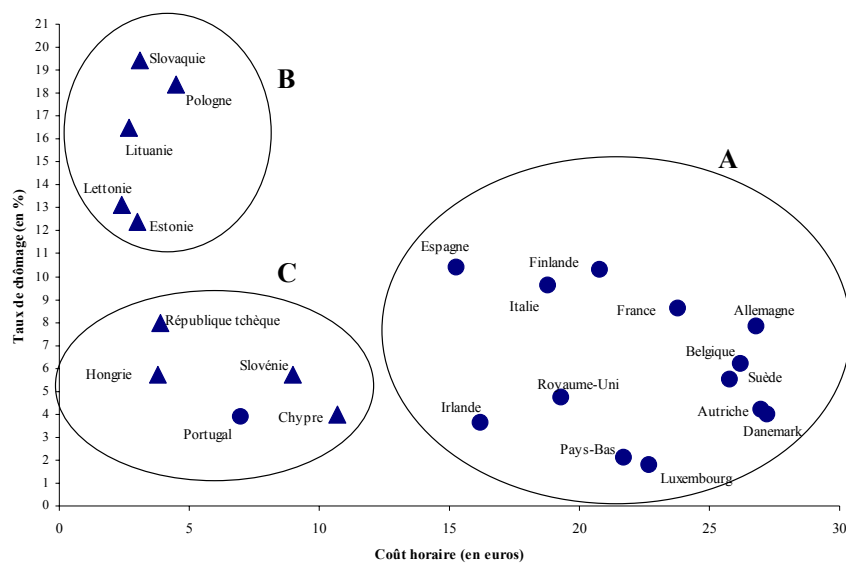 21
20
19
18
17
16
15
14
13
12
11
10
9
8
7
6
5
4
3
2
1
0
Taux de chômage (en %)
Slovaquie
Pologne
B
Lituanie
Lettonie
Estonie
A
Espagne
Finlande
Italie
France
Allemagne
Belgique
Suède
Royaume-Uni
Irlande
Autriche
Danemark
Pays-Bas
Luxembourg
C
République tchèque
Hongrie
Slovénie
Portugal
Chypre
0 5 10 15 20 25 30
Coût horaire (en euros)